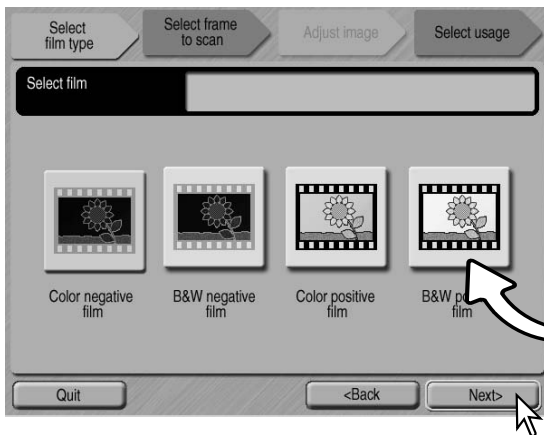 Select
film type
Select frame
to scan
Adjust image
Select usage
Select film
Color negative
film
B&W negative
film
Color positive
film
B&W
film
Quit
<Back
Next>